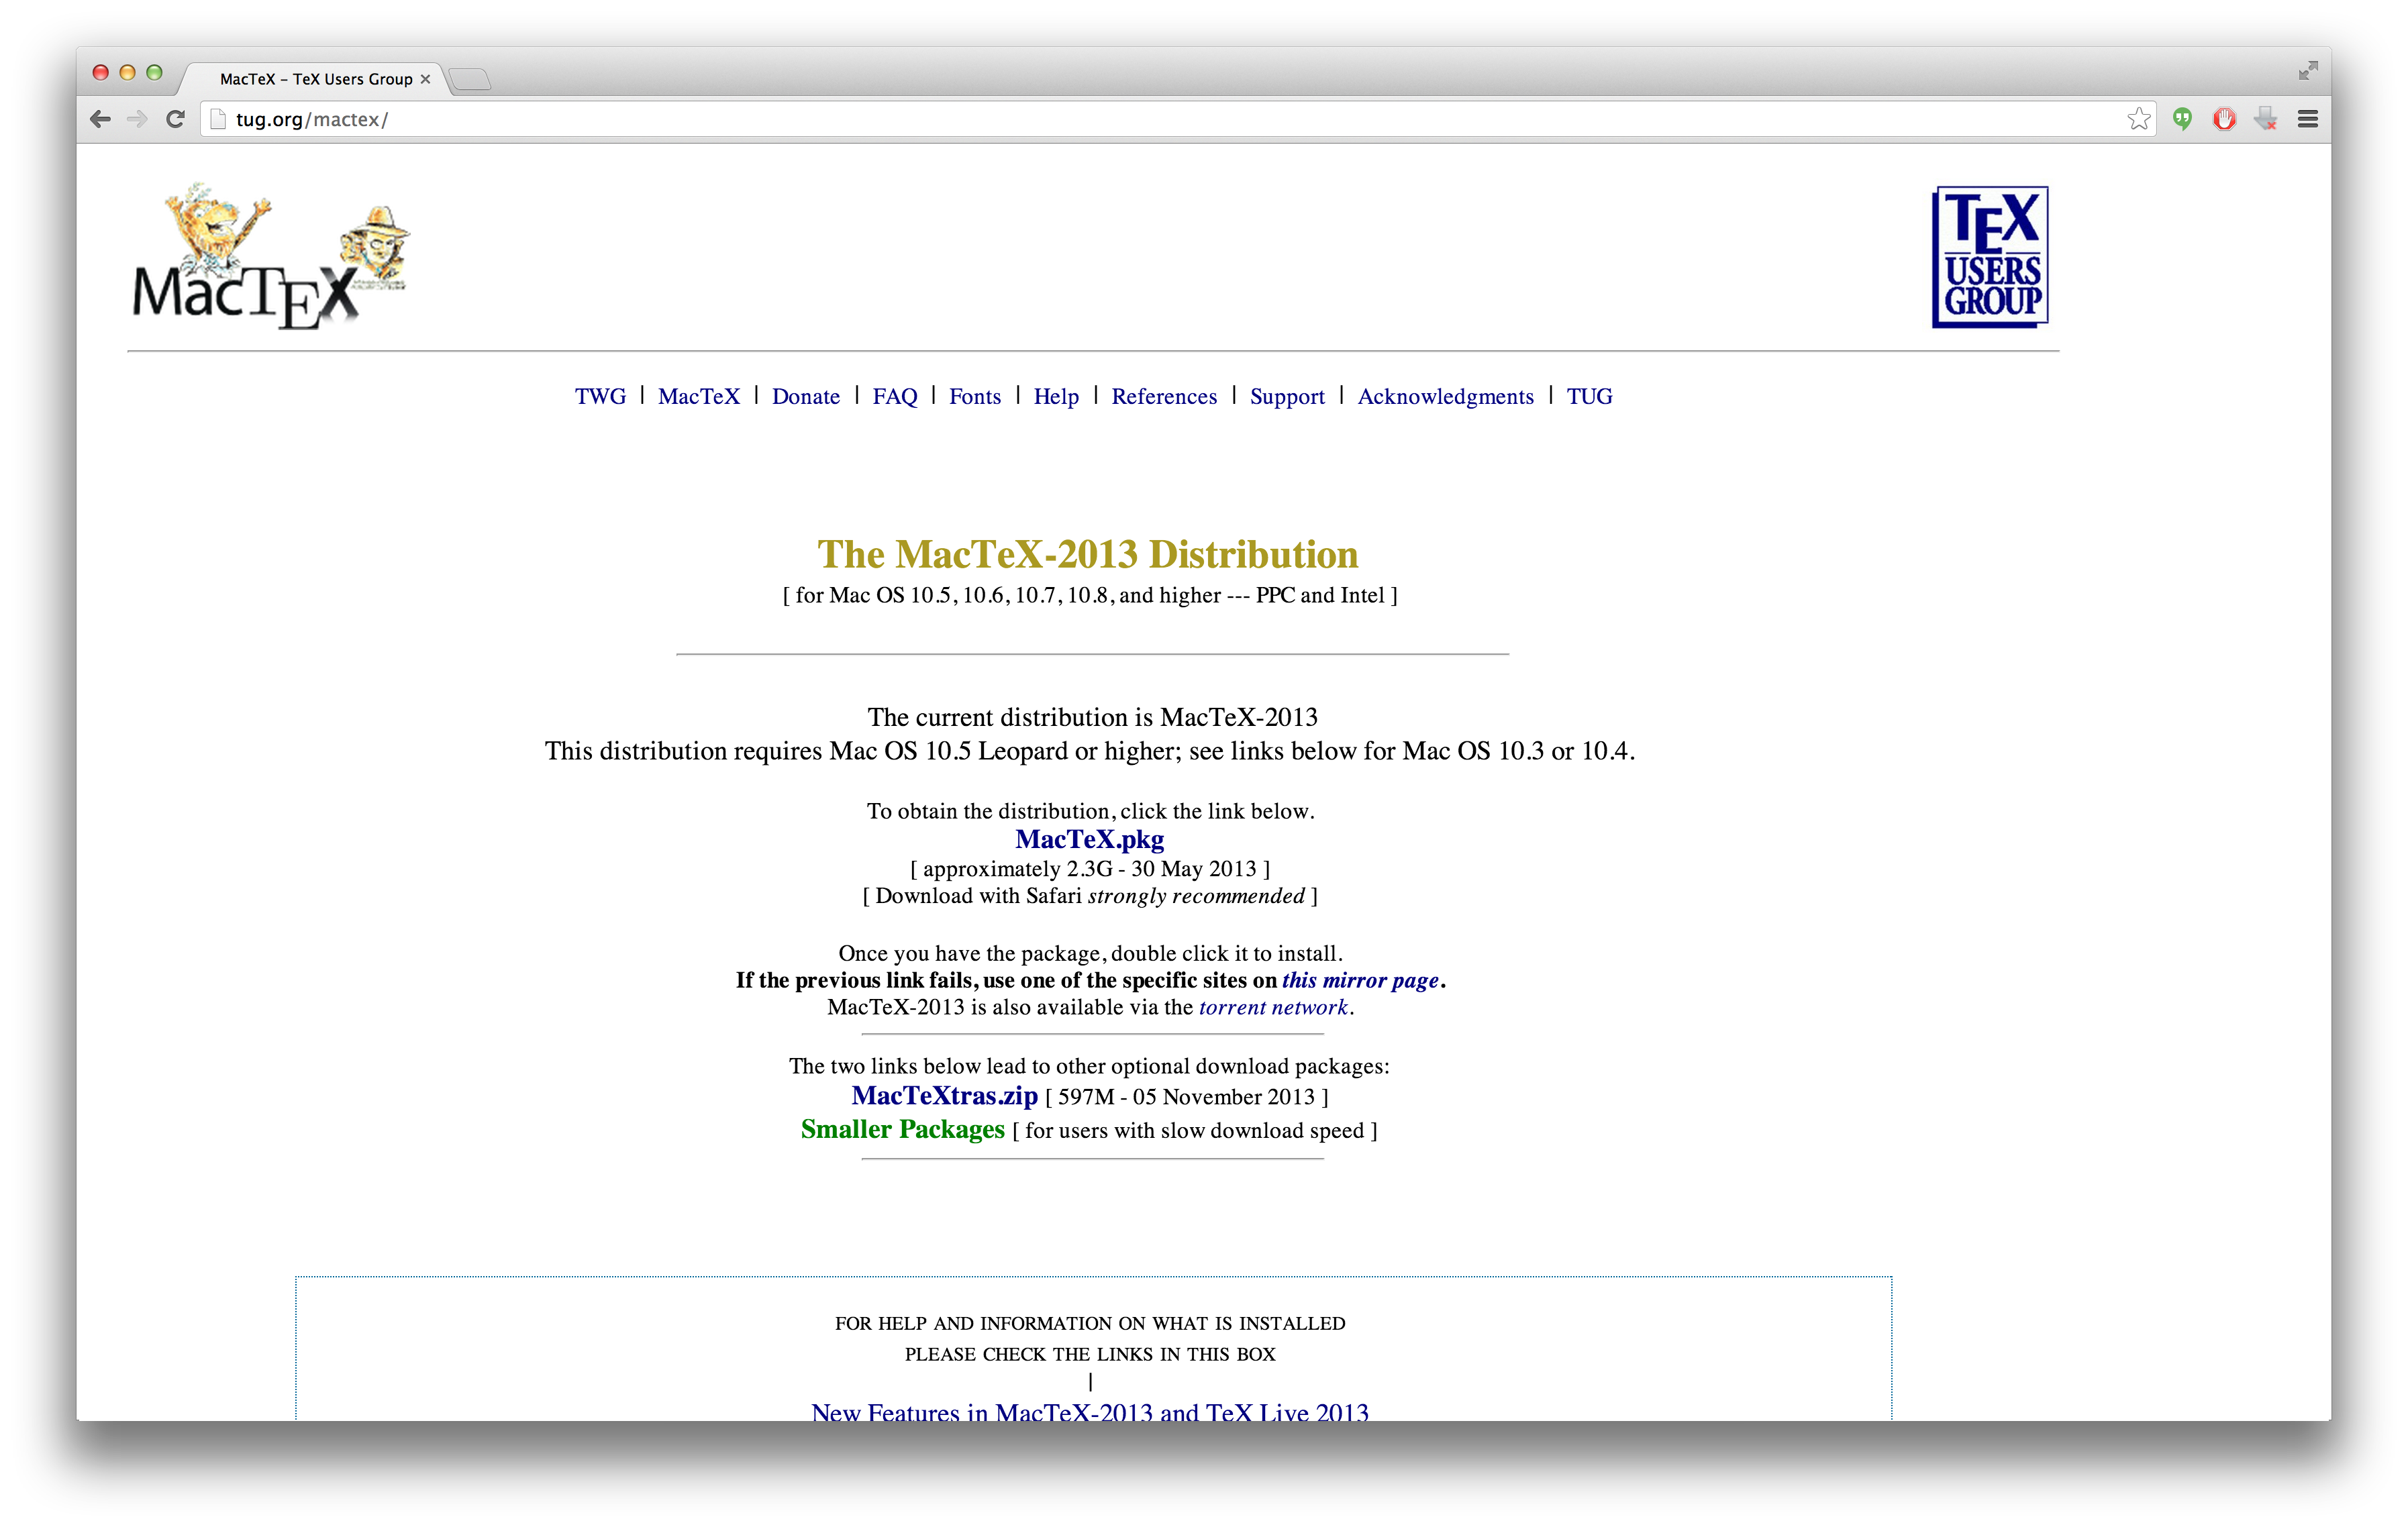 MacTeX – TeX Users Group
tug.org/mactex/
MacTEX
TEX
USERS
GROUP
TWG | MacTeX | Donate | FAQ | Fonts | Help | References | Support | Acknowledgments | TUG
The MacTeX-2013 Distribution
[ for Mac OS 10.5, 10.6, 10.7, 10.8, and higher --- PPC and Intel ]
The current distribution is MacTeX-2013
This distribution requires Mac OS 10.5 Leopard or higher; see links below for Mac OS 10.3 or 10.4.
To obtain the distribution, click the link below.
MacTeX.pkg
[ approximately 2.3G - 30 May 2013 ]
[ Download with Safari strongly recommended ]
Once you have the package, double click it to install.
If the previous link fails, use one of the specific sites on this mirror page.
MacTeX-2013 is also available via the torrent network.
The two links below lead to other optional download packages:
MacTeXtras.zip [ 597M - 05 November 2013 ]
Smaller Packages [ for users with slow download speed ]
FOR HELP AND INFORMATION ON WHAT IS INSTALLED
PLEASE CHECK THE LINKS IN THIS BOX
|
New Features in MacTeX-2013 and TeX Live 2013